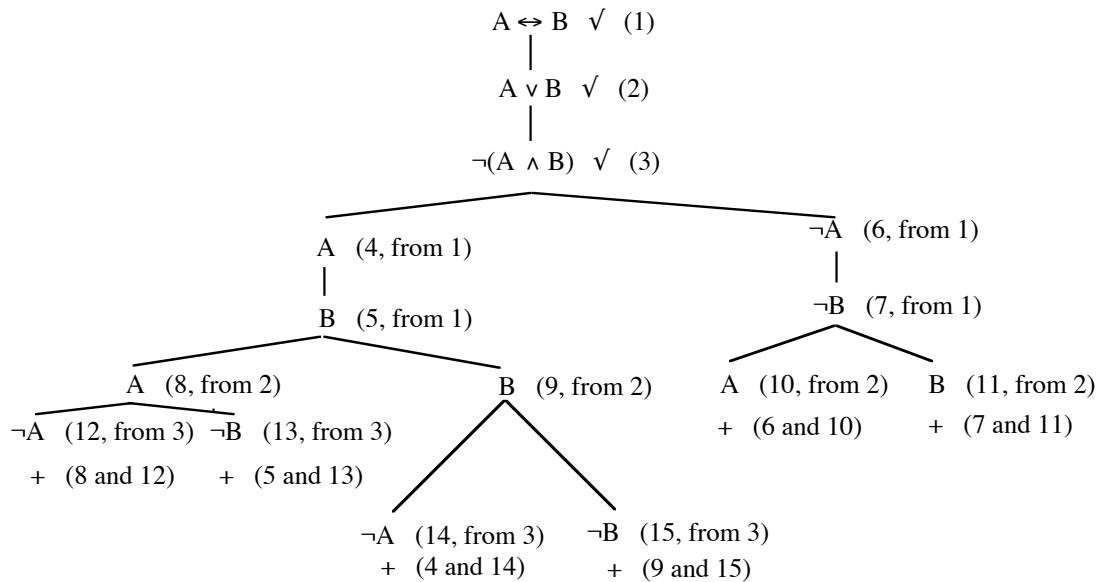 A ↔ B √ (1)
A ∨ B √ (2)
¬(A ∧ B) √ (3)
A (4, from 1)
¬A (6, from 1)
B (5, from 1)
¬B (7, from 1)
A (8, from 2)
B (9, from 2)
A (10, from 2)
B (11, from 2)
+ (6 and 10)
+ (7 and 11)
¬A (12, from 3)
¬B (13, from 3)
+ (8 and 12)
+ (5 and 13)
¬A (14, from 3)
¬B (15, from 3)
+ (4 and 14)
+ (9 and 15)